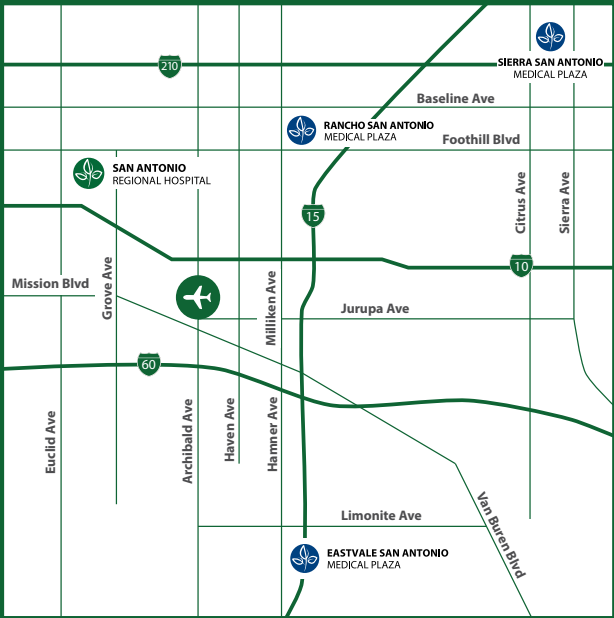 SIERRA SAN ANTONIO
MEDICAL PLAZA
210
Baseline Ave
RANCHO SAN ANTONIO
MEDICAL PLAZA
Foothill Blvd
SAN ANTONIO
REGIONAL HOSPITAL
Citrus Ave
Sierra Ave
15
10
Mission Blvd
Grove Ave
Milliken Ave
Jurupa Ave
60
Euclid Ave
Archibald Ave
Haven Ave
Hamner Ave
Limonite Ave
Van Buren Blvd
EASTVALE SAN ANTONIO
MEDICAL PLAZA